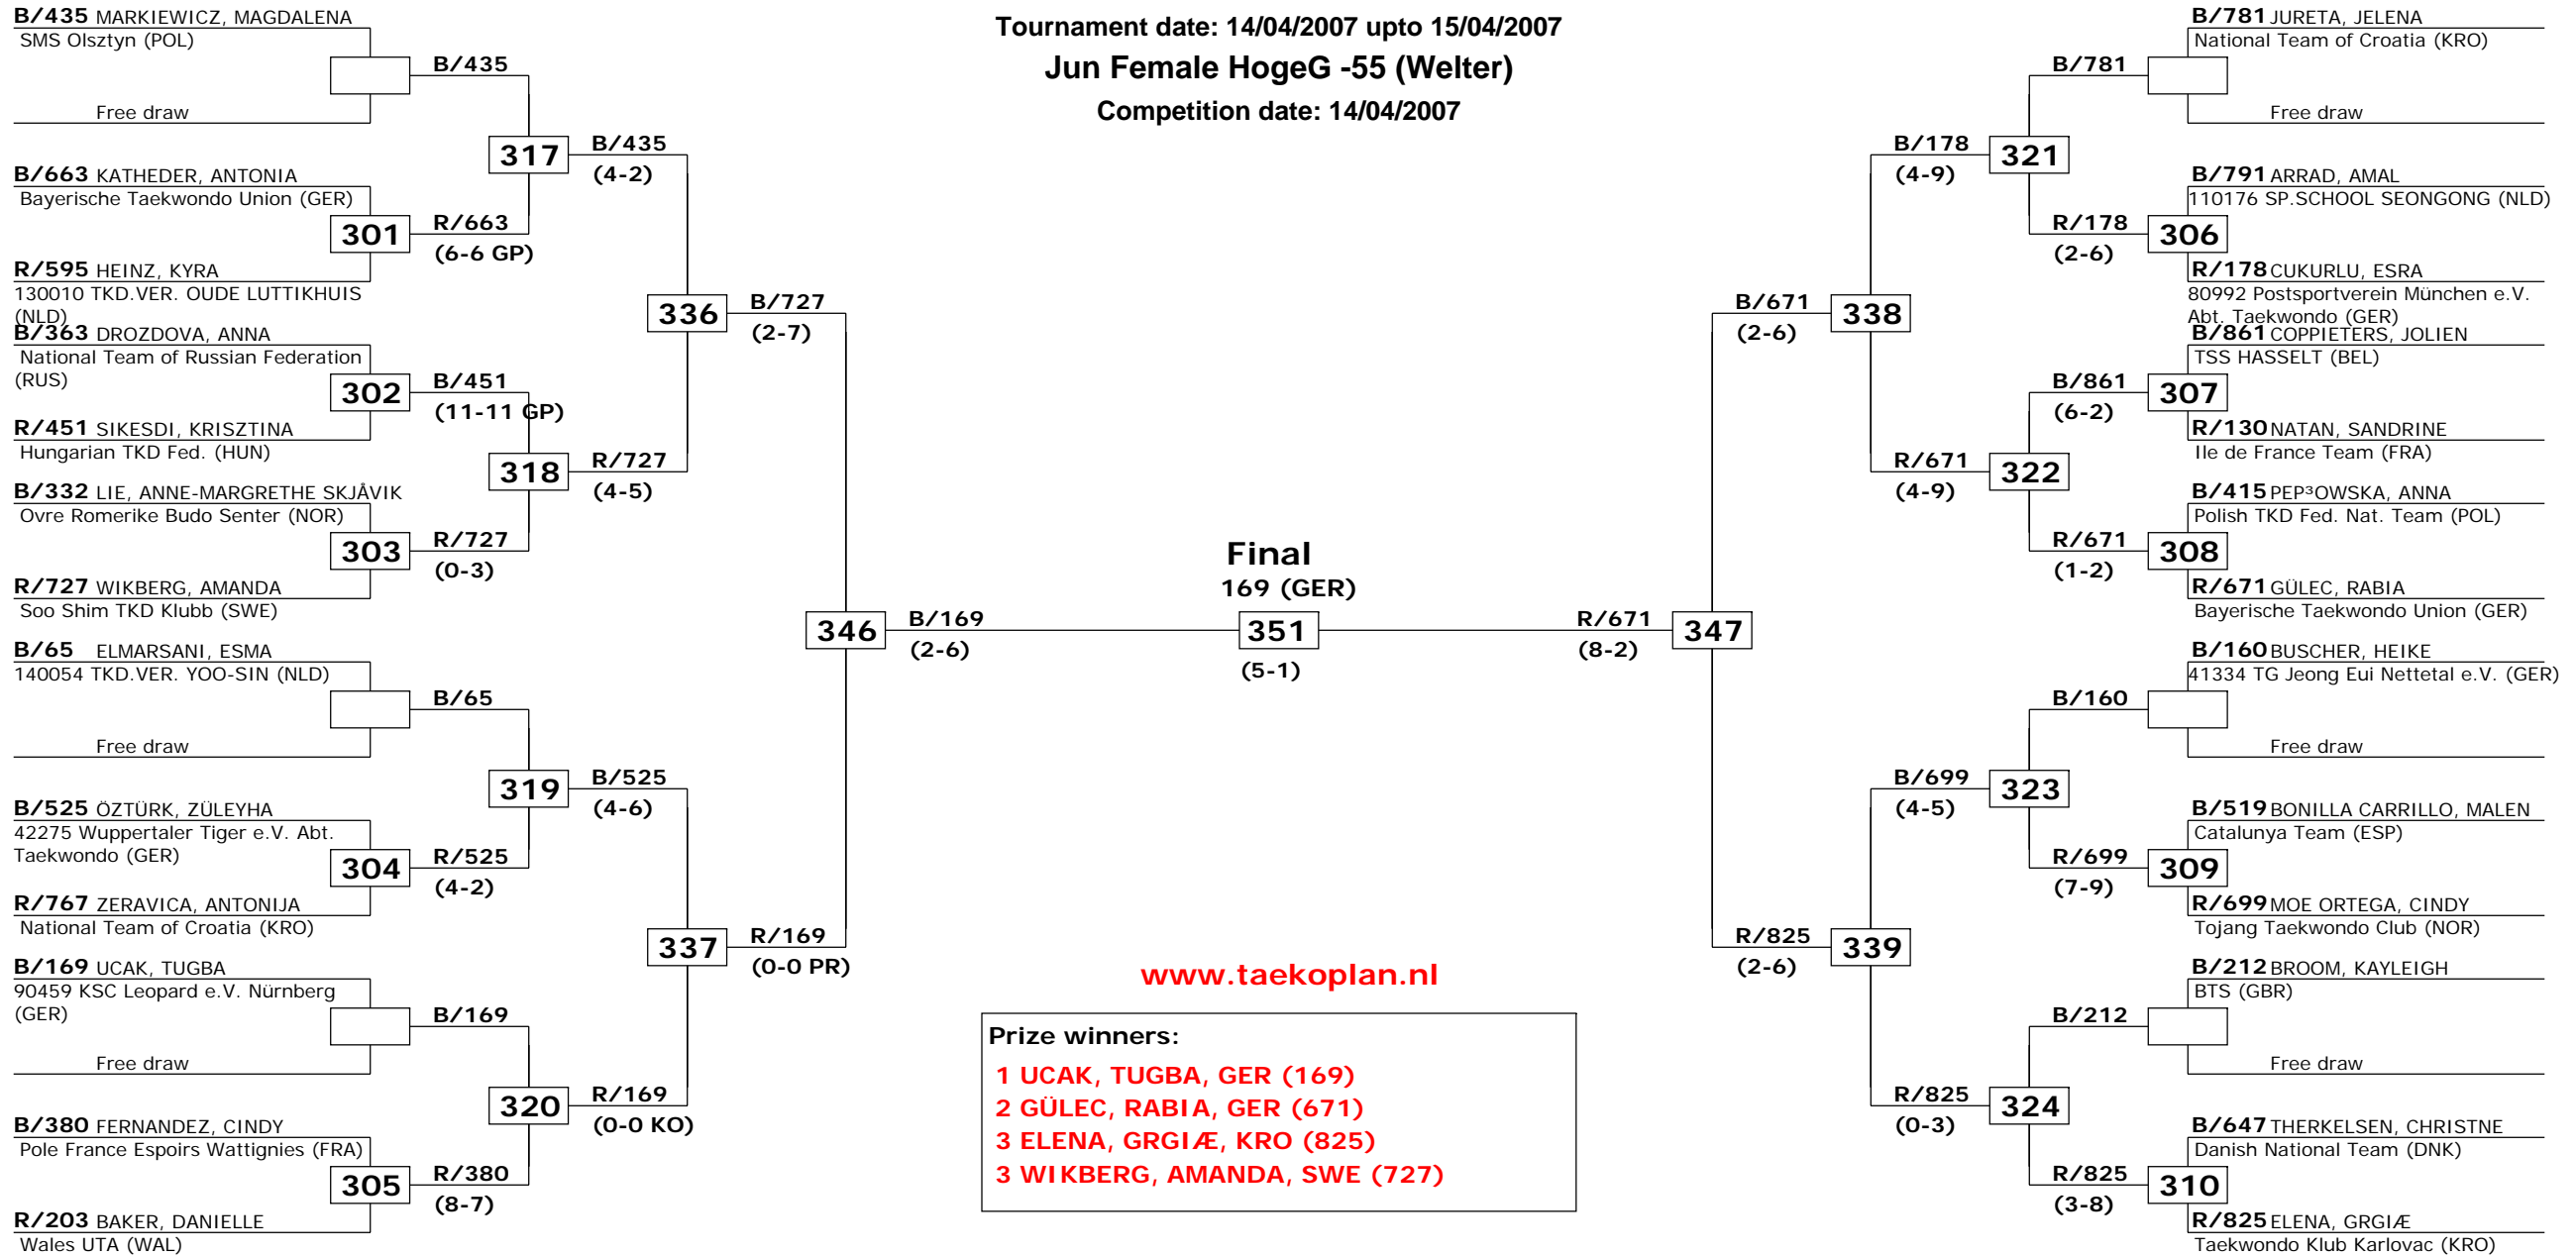 Tournament date: 14/04/2007 upto 15/04/2007
Jun Female HogeG -55 (Welter)
Competition date: 14/04/2007
B/435 MARKIEWICZ, MAGDALENA
SMS Olsztyn (POL)
Free draw
B/663 KATHEDER, ANTONIA
Bayerische Taekwondo Union (GER)
301
R/595 HEINZ, KYRA
130010 TKD.VER. OUDE LUTTIKHUIS
(NLD)
B/363 DROZDOVA, ANNA
National Team of Russian Federation
(RUS)
302
R/451 SIKESDI, KRISZTINA
Hungarian TKD Fed. (HUN)
B/332 LIE, ANNE-MARGRETHE SKJÅVIK
Ovre Romerike Budo Senter (NOR)
303
R/727 WIKBERG, AMANDA
Soo Shim TKD Klubb (SWE)
B/65 ELMARSANI, ESMA
140054 TKD.VER. YOO-SIN (NLD)
Free draw
B/525 ÖZTÜRK, ZÜLEYHA
42275 Wuppertaler Tiger e.V. Abt.
Taekwondo (GER)
304
R/767 ZERAVICA, ANTONIJA
National Team of Croatia (KRO)
B/169 UCAK, TUGBA
90459 KSC Leopard e.V. Nürnberg
(GER)
Free draw
B/380 FERNANDEZ, CINDY
Pole France Espoirs Wattignies (FRA)
305
R/203 BAKER, DANIELLE
Wales UTA (WAL)
B/435
317
R/663
(6-6 GP)
B/451
(11-11 GP)
318
R/727
(0-3)
B/65
319
R/525
(4-2)
B/169
320
R/380
(8-7)
B/435
(4-2)
336
R/727
(4-5)
B/525
(4-6)
337
R/169
(0-0 KO)
B/727
(2-7)
346
R/169
(0-0 PR)
B/169
(2-6)
Final
169 (GER)
351
(5-1)
R/671
(8-2)
347
B/671
(2-6)
338
R/825
(2-6)
339
B/178
(4-9)
321
R/671
(4-9)
322
B/699
(4-5)
323
R/825
(0-3)
324
B/781
R/178
(2-6)
B/861
(6-2)
R/671
(1-2)
B/160
R/699
(7-9)
B/212
R/825
(3-8)
B/781 JURETA, JELENA
National Team of Croatia (KRO)
Free draw
B/791 ARRAD, AMAL
110176 SP.SCHOOL SEONGONG (NLD)
306
R/178 CUKURLU, ESRA
80992 Postsportverein München e.V.
Abt. Taekwondo (GER)
B/861 COPPIETERS, JOLIEN
TSS HASSELT (BEL)
307
R/130 NATAN, SANDRINE
Ile de France Team (FRA)
B/415 PEP³OWSKA, ANNA
Polish TKD Fed. Nat. Team (POL)
308
R/671 GÜLEC, RABIA
Bayerische Taekwondo Union (GER)
B/160 BUSCHER, HEIKE
41334 TG Jeong Eui Nettetal e.V. (GER)
Free draw
B/519 BONILLA CARRILLO, MALEN
Catalunya Team (ESP)
309
R/699 MOE ORTEGA, CINDY
Tojang Taekwondo Club (NOR)
B/212 BROOM, KAYLEIGH
BTS (GBR)
Free draw
B/647 THERKELSEN, CHRISTNE
Danish National Team (DNK)
310
R/825 ELENA, GRGIÆ
Taekwondo Klub Karlovac (KRO)
www.taekoplan.nl
Prize winners:
1 UCAK, TUGBA, GER (169)
2 GÜLEC, RABIA, GER (671)
3 ELENA, GRGIÆ, KRO (825)
3 WIKBERG, AMANDA, SWE (727)